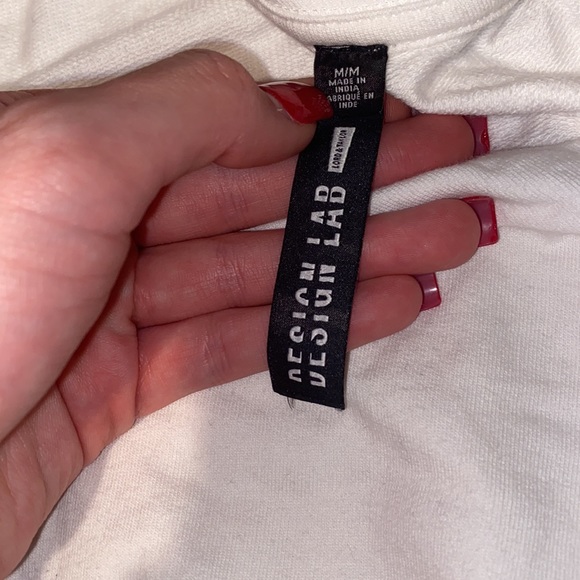 M/M
MADE IN
INDIA
FABRIQUÉ EN
INDE
LORD & TAYLOR
DESIGN LAB